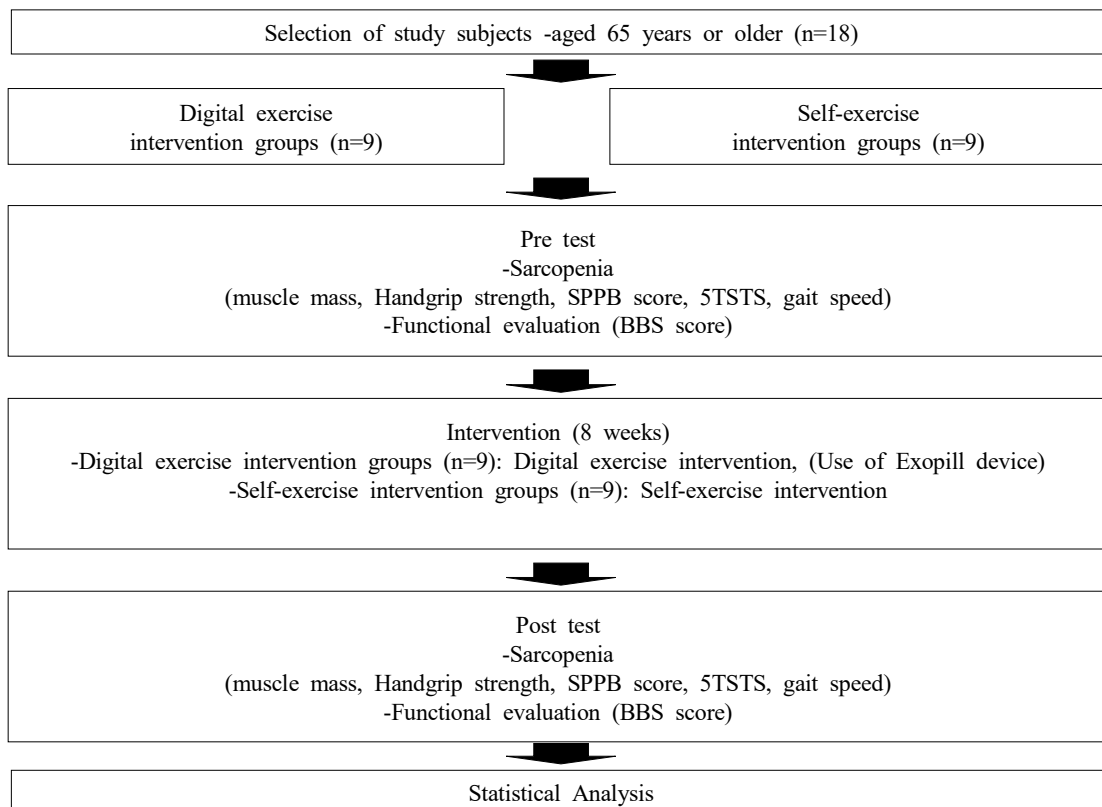 Selection of study subjects -aged 65 years or older (n=18)
Digital exercise
intervention groups (n=9)
Self-exercise
intervention groups (n=9)
Pre test
-Sarcopenia
(muscle mass, Handgrip strength, SPPB score, 5TSTS, gait speed)
-Functional evaluation (BBS score)
Intervention (8 weeks)
-Digital exercise intervention groups (n=9): Digital exercise intervention, (Use of Exopill device)
-Self-exercise intervention groups (n=9): Self-exercise intervention
Post test
-Sarcopenia
(muscle mass, Handgrip strength, SPPB score, 5TSTS, gait speed)
-Functional evaluation (BBS score)
Statistical Analysis